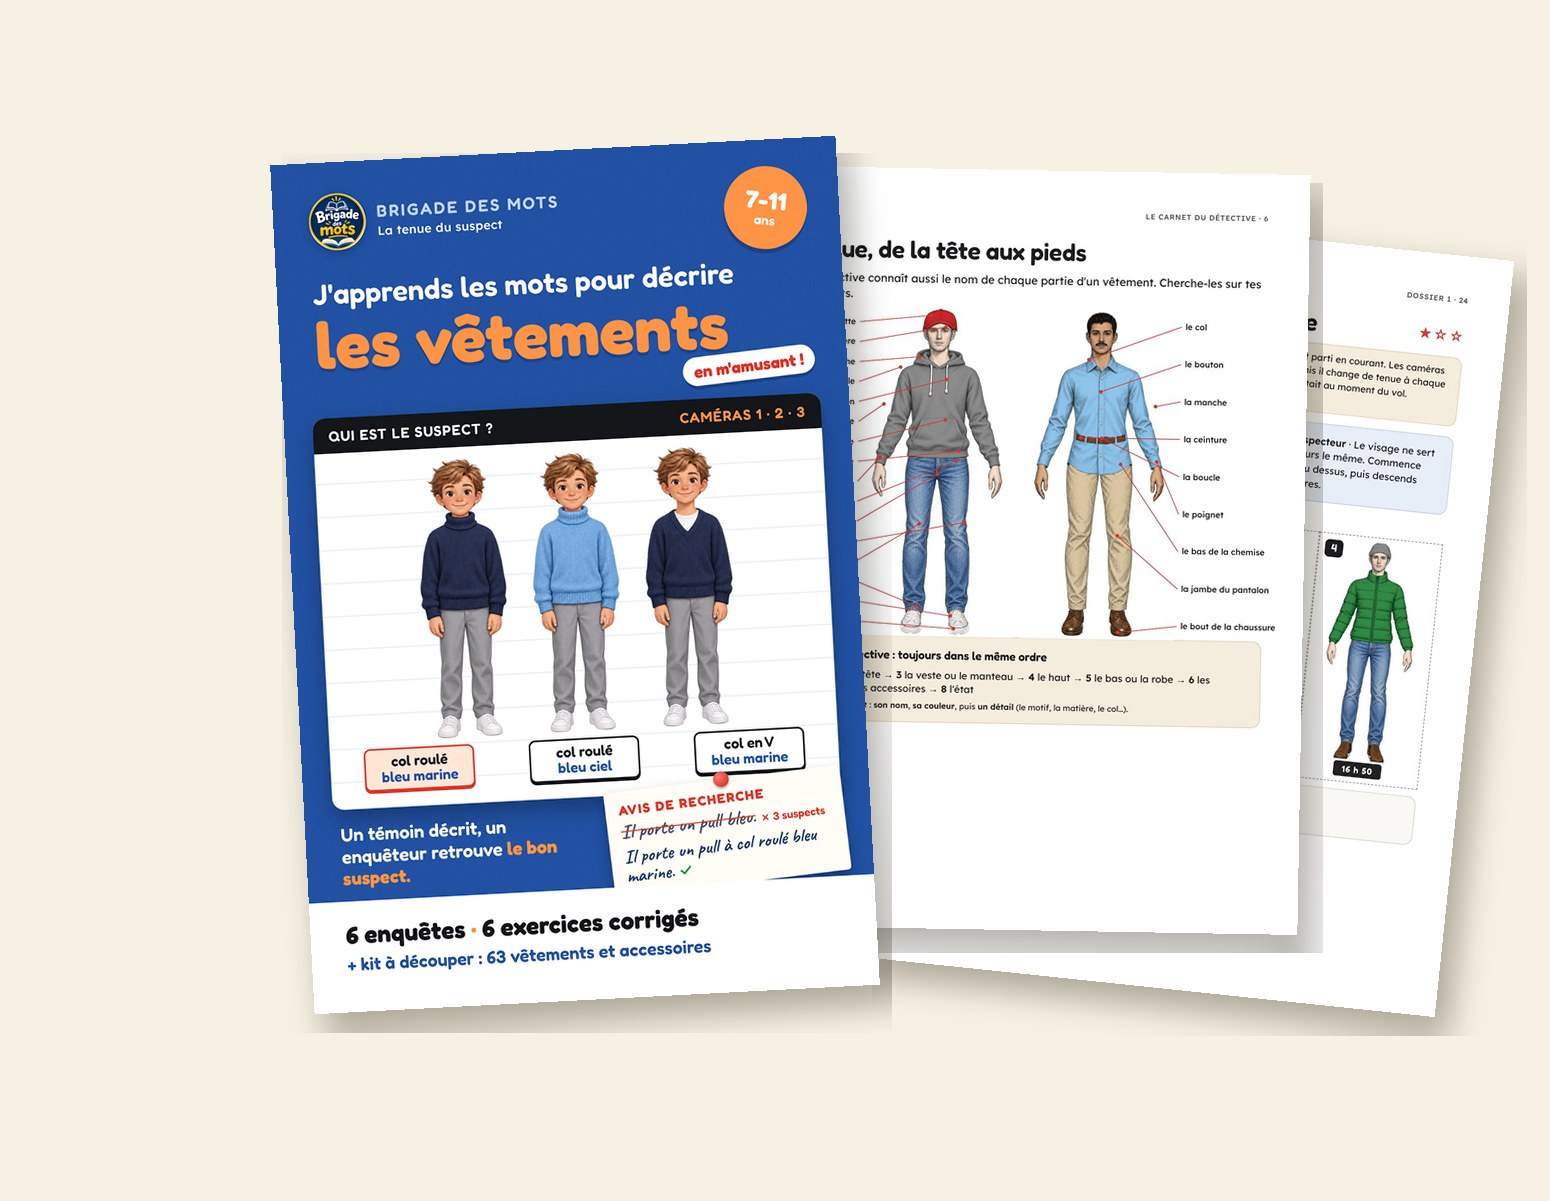 Brigade
des
mots
BRIGADE DES MOTS
La tenue du suspect
7-11
ans
J'apprends les mots pour décrire
les vêtements
en m'amusant !
QUI EST LE SUSPECT ?
CAMÉRAS 1 · 2 · 3
col roulé
bleu marine
col roulé
bleu ciel
col en V
bleu marine
Un témoin décrit, un
enquêteur retrouve le bon
suspect.
AVIS DE RECHERCHE
Il porte un pull bleu. × 3 suspects
Il porte un pull à col roulé bleu
marine. ✓
6 enquêtes · 6 exercices corrigés
+ kit à découper : 63 vêtements et accessoires
LE CARNET DU DÉTECTIVE · 6
ue, de la tête aux pieds
ctive connaît aussi le nom de chaque partie d'un vêtement. Cherche-les sur tes
ts.
le col
le bouton
la manche
la ceinture
la boucle
le poignet
le bas de la chemise
la jambe du pantalon
le bout de la chaussure
ective : toujours dans le même ordre
tête → 3 la veste ou le manteau → 4 le haut → 5 le bas ou la robe → 6 les
s accessoires → 8 l'état
t : son nom, sa couleur, puis un détail (le motif, la matière, le col…).
DOSSIER 1 · 24
e
★ ☆ ☆
t parti en courant. Les caméras
is il change de tenue à chaque
tait au moment du vol.
specteur · Le visage ne sert
urs le même. Commence
u dessus, puis descends
res.
4
16 h 50